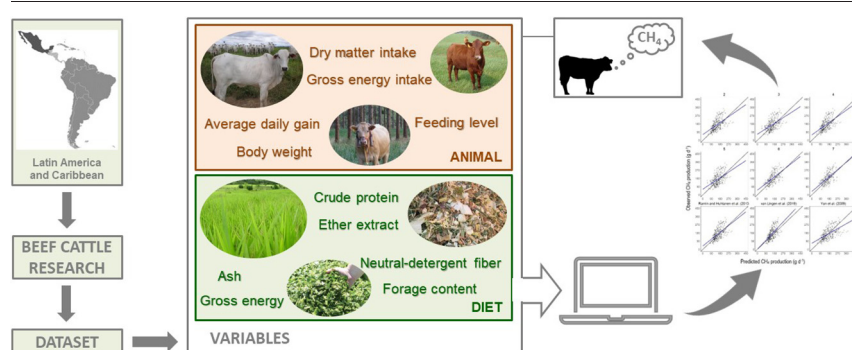 Latin America
and Caribbean
BEEF CATTLE
RESEARCH
DATASET
Dry matter intake
Gross energy intake
Average daily gain
Feeding level
Body weight
ANIMAL
Crude protein
Ether extract
Neutral-detergent fiber
Ash
Gross energy
Forage content
DIET
VARIABLES
CH₄
Observed CH₄ production (g d⁻¹)
Predicted CH₄ production (g d⁻¹)